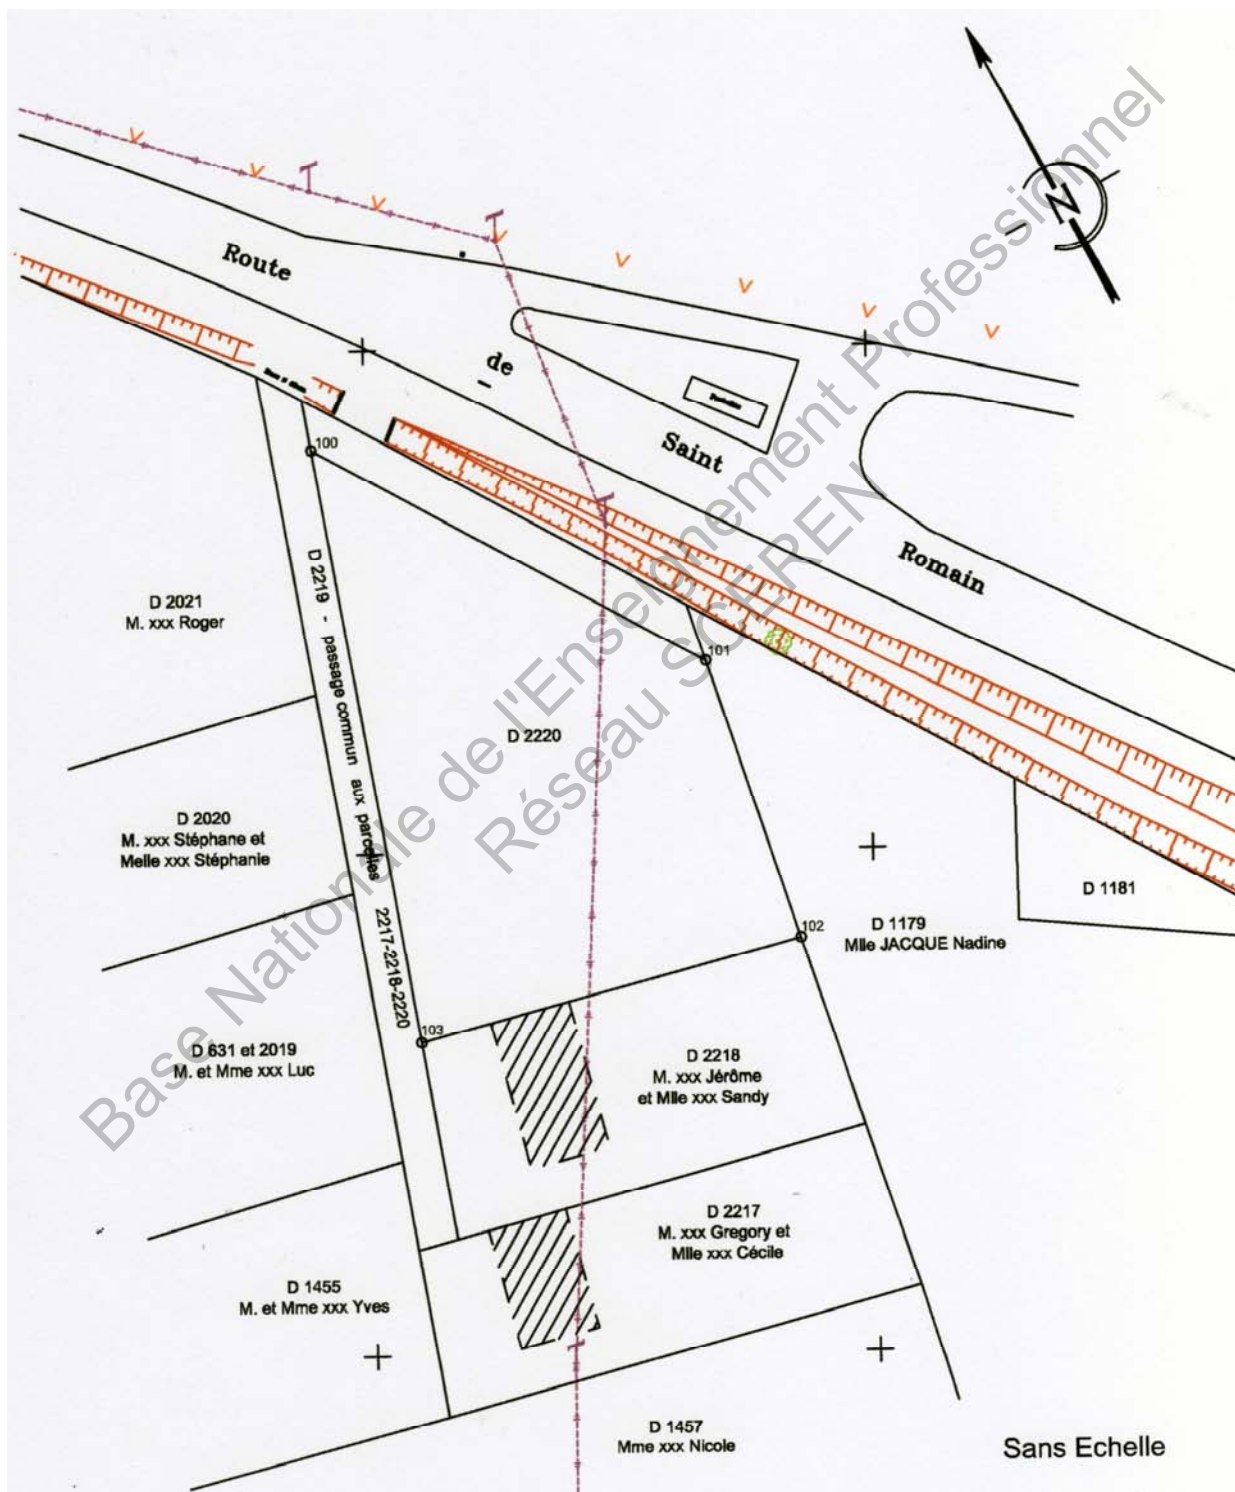 N
Route
de
Saint
Romain
100
101
D 2021
M. xxx Roger
D 2219 - passage commun aux parcelles 2217-2218-2220
D 2220
D 2020
M. xxx Stéphane et
Melle xxx Stéphanie
D 1181
102
D 1179
Mlle JACQUE Nadine
103
D 631 et 2019
M. et Mme xxx Luc
D 2218
M. xxx Jérôme
et Mlle xxx Sandy
D 2217
M. xxx Gregory et
Mlle xxx Cécile
D 1455
M. et Mme xxx Yves
D 1457
Mme xxx Nicole
Sans Echelle
Base Nationale de l'Enseignement Professionnel
Réseau SCEREN